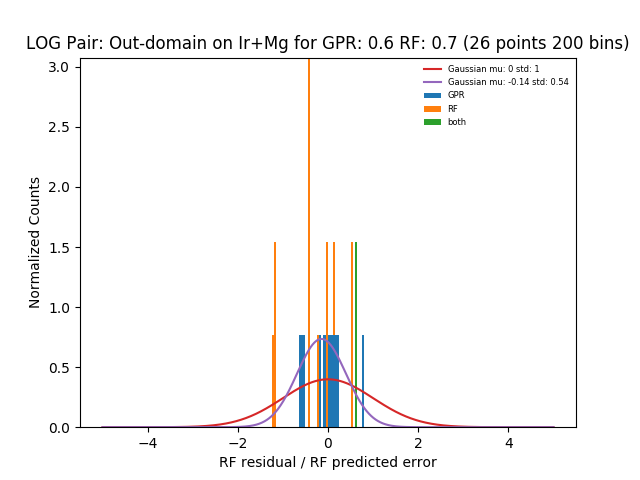 LOG Pair: Out-domain on Ir+Mg for GPR: 0.6 RF: 0.7 (26 points 200 bins)
Gaussian mu: 0 std: 1
Gaussian mu: -0.14 std: 0.54
GPR
RF
both
Normalized Counts
3.0
2.5
2.0
1.5
1.0
0.5
0.0
−4 −2 0 2 4
RF residual / RF predicted error